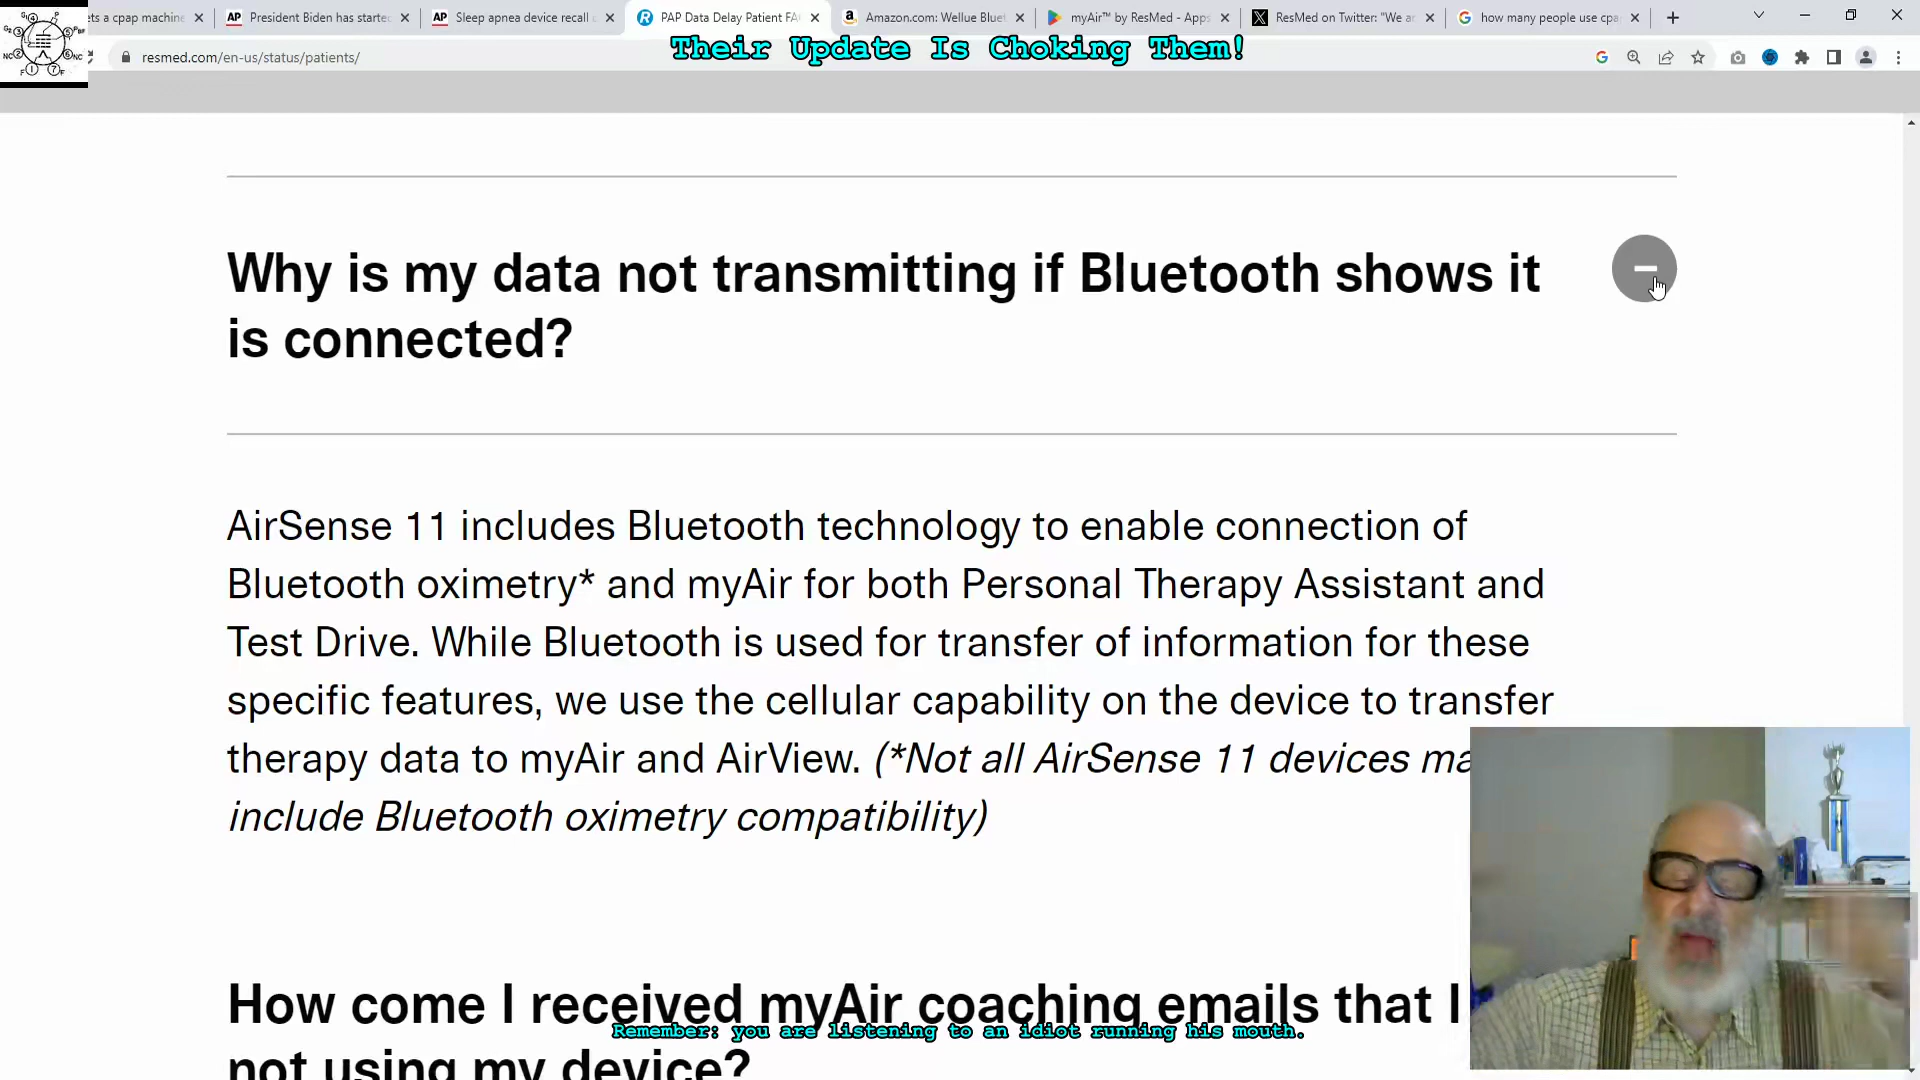 ets a cpap machine
AP President Biden has starte
AP Sleep apnea device recall
PAP Data Delay Patient FA
Amazon.com: Wellue Blue
myAir™ by ResMed - Apps
ResMed on Twitter: "We a
how many people use cpa
Their Update Is Choking Them!
resmed.com/en-us/status/patients/
Why is my data not transmitting if Bluetooth shows it
is connected?
AirSense 11 includes Bluetooth technology to enable connection of
Bluetooth oximetry* and myAir for both Personal Therapy Assistant and
Test Drive. While Bluetooth is used for transfer of information for these
specific features, we use the cellular capability on the device to transfer
therapy data to myAir and AirView. (*Not all AirSense 11 devices ma
include Bluetooth oximetry compatibility)
How come I received myAir coaching emails that I
Remember: you are listening to an idiot running his mouth.
not using my device?